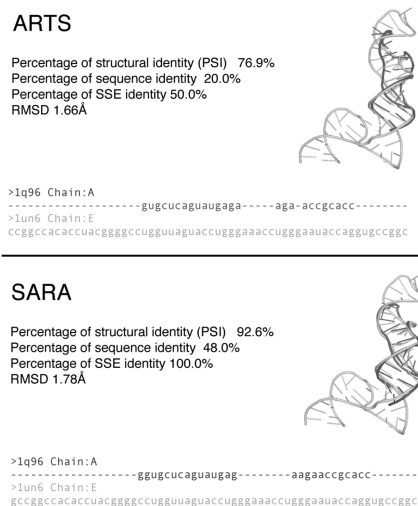 ARTS
Percentage of structural identity (PSI) 76.9%
Percentage of sequence identity 20.0%
Percentage of SSE identity 50.0%
RMSD 1.66Å
>1q96 Chain:A
--------------------gugcucaguaugaga-----aga-accgcacc--------
>1un6 Chain:E
ccggccacaccuacggggccugguuaguaccugggaaaccugggaauaccaggugccggc
SARA
Percentage of structural identity (PSI) 92.6%
Percentage of sequence identity 48.0%
Percentage of SSE identity 100.0%
RMSD 1.78Å
>1q96 Chain:A
-------------------ggugcucaguaugag--------aagaaccgcacc-------
>1un6 Chain:E
gccggccacaccuacggggccugguuaguaccugggaaaccugggaauaccaggugccggc